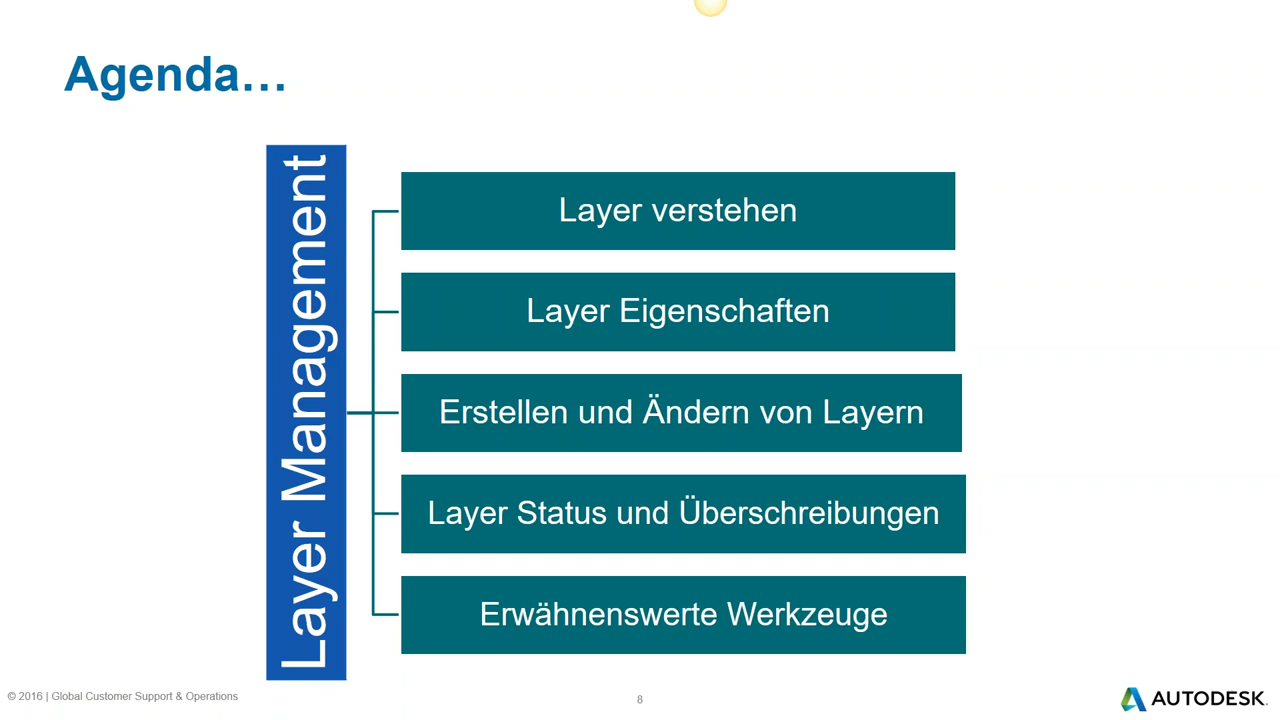 Agenda…
Layer Management
Layer verstehen
Layer Eigenschaften
Erstellen und Ändern von Layern
Layer Status und Überschreibungen
Erwähnenswerte Werkzeuge
© 2016 | Global Customer Support & Operations
8
AUTODESK.